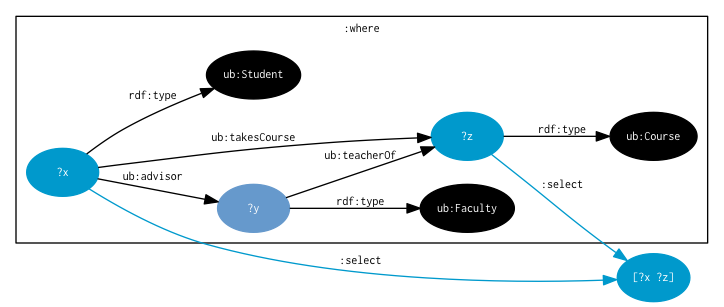 :where
ub:Student
rdf:type
ub:takesCourse
?z
rdf:type
ub:Course
?x
ub:advisor
ub:teacherOf
:select
?y
rdf:type
ub:Faculty
:select
[?x ?z]